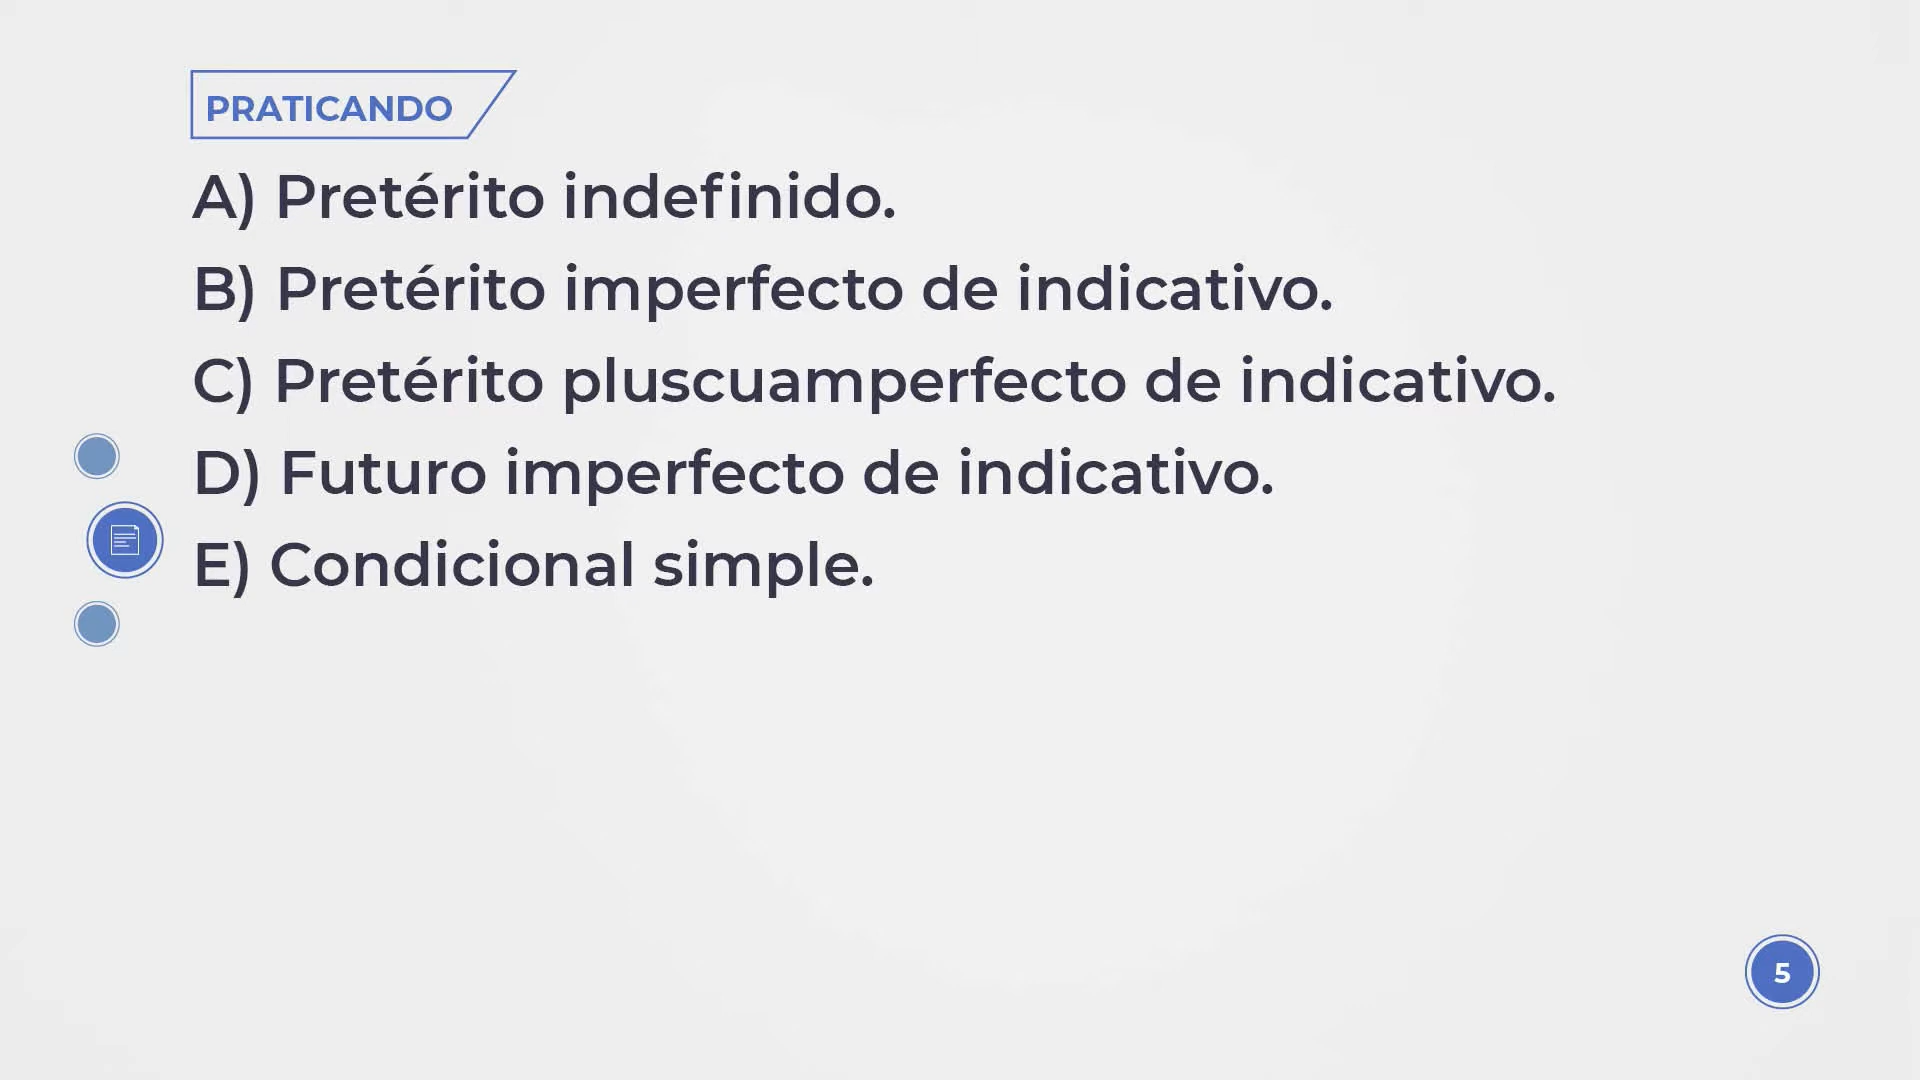 PRATICANDO
A) Pretérito indefinido.
B) Pretérito imperfecto de indicativo.
C) Pretérito pluscuamperfecto de indicativo.
D) Futuro imperfecto de indicativo.
E) Condicional simple.
5